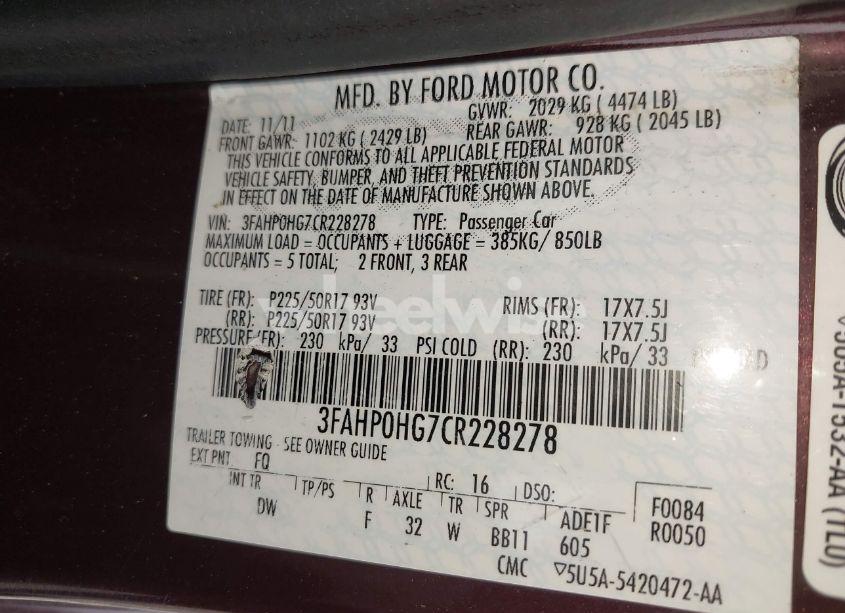 MFD. BY FORD MOTOR CO.
DATE: 11/11 GVWR: 2029 KG ( 4474 LB)
FRONT GAWR: 1102 KG ( 2429 LB) REAR GAWR: 928 KG ( 2045 LB)
THIS VEHICLE CONFORMS TO ALL APPLICABLE FEDERAL MOTOR
VEHICLE SAFETY, BUMPER, AND THEFT PREVENTION STANDARDS
IN EFFECT ON THE DATE OF MANUFACTURE SHOWN ABOVE.
VIN: 3FAHP0HG7CR228278 TYPE: Passenger Car
MAXIMUM LOAD = OCCUPANTS + LUGGAGE = 385KG/ 850LB
OCCUPANTS = 5 TOTAL; 2 FRONT, 3 REAR
TIRE (FR): P225/50R17 93V RIMS (FR): 17X7.5J
(RR): P225/50R17 93V (RR): 17X7.5J
PRESSURE (FR): 230 kPa/ 33 PSI COLD (RR): 230 kPa/ 33
wheelwise
3FAHP0HG7CR228278
TRAILER TOWING - SEE OWNER GUIDE
EXT PNT FQ RC: 16 DSO:
INT TR TP/PS R AXLE TR SPR F0084
DW F 32 W BB11 ADE1F R0050
605
CMC ▽5U5A-5420472-AA